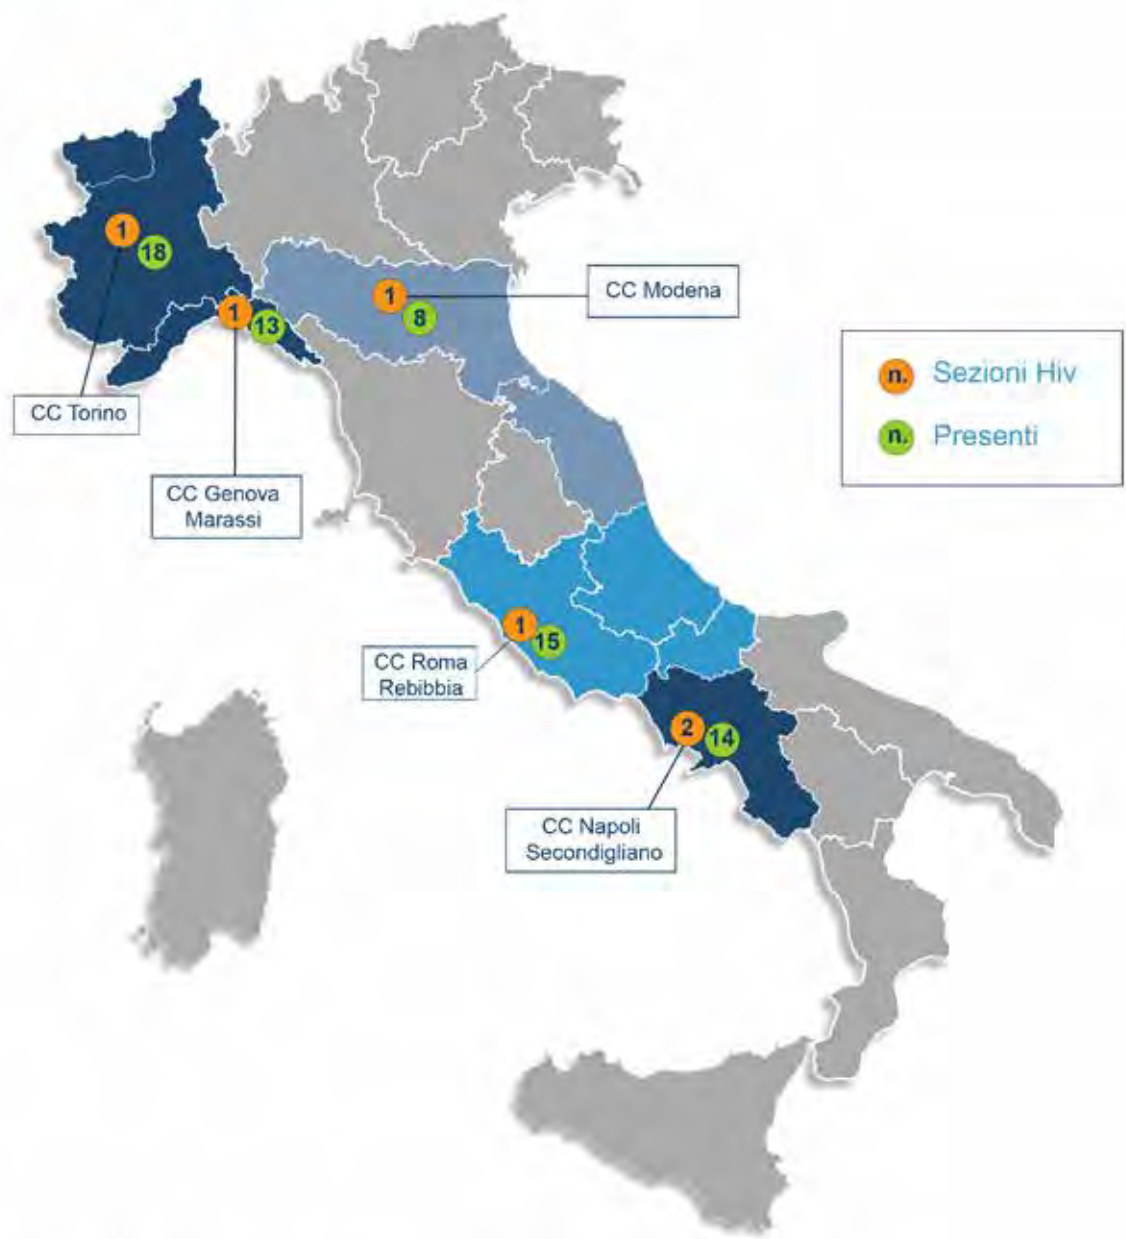 1
18
1
13
CC Torino
CC Genova
Marassi
1
8
CC Modena
n. Sezioni Hiv
n. Presenti
1
15
CC Roma
Rebibbia
2
14
CC Napoli
Secondigliano